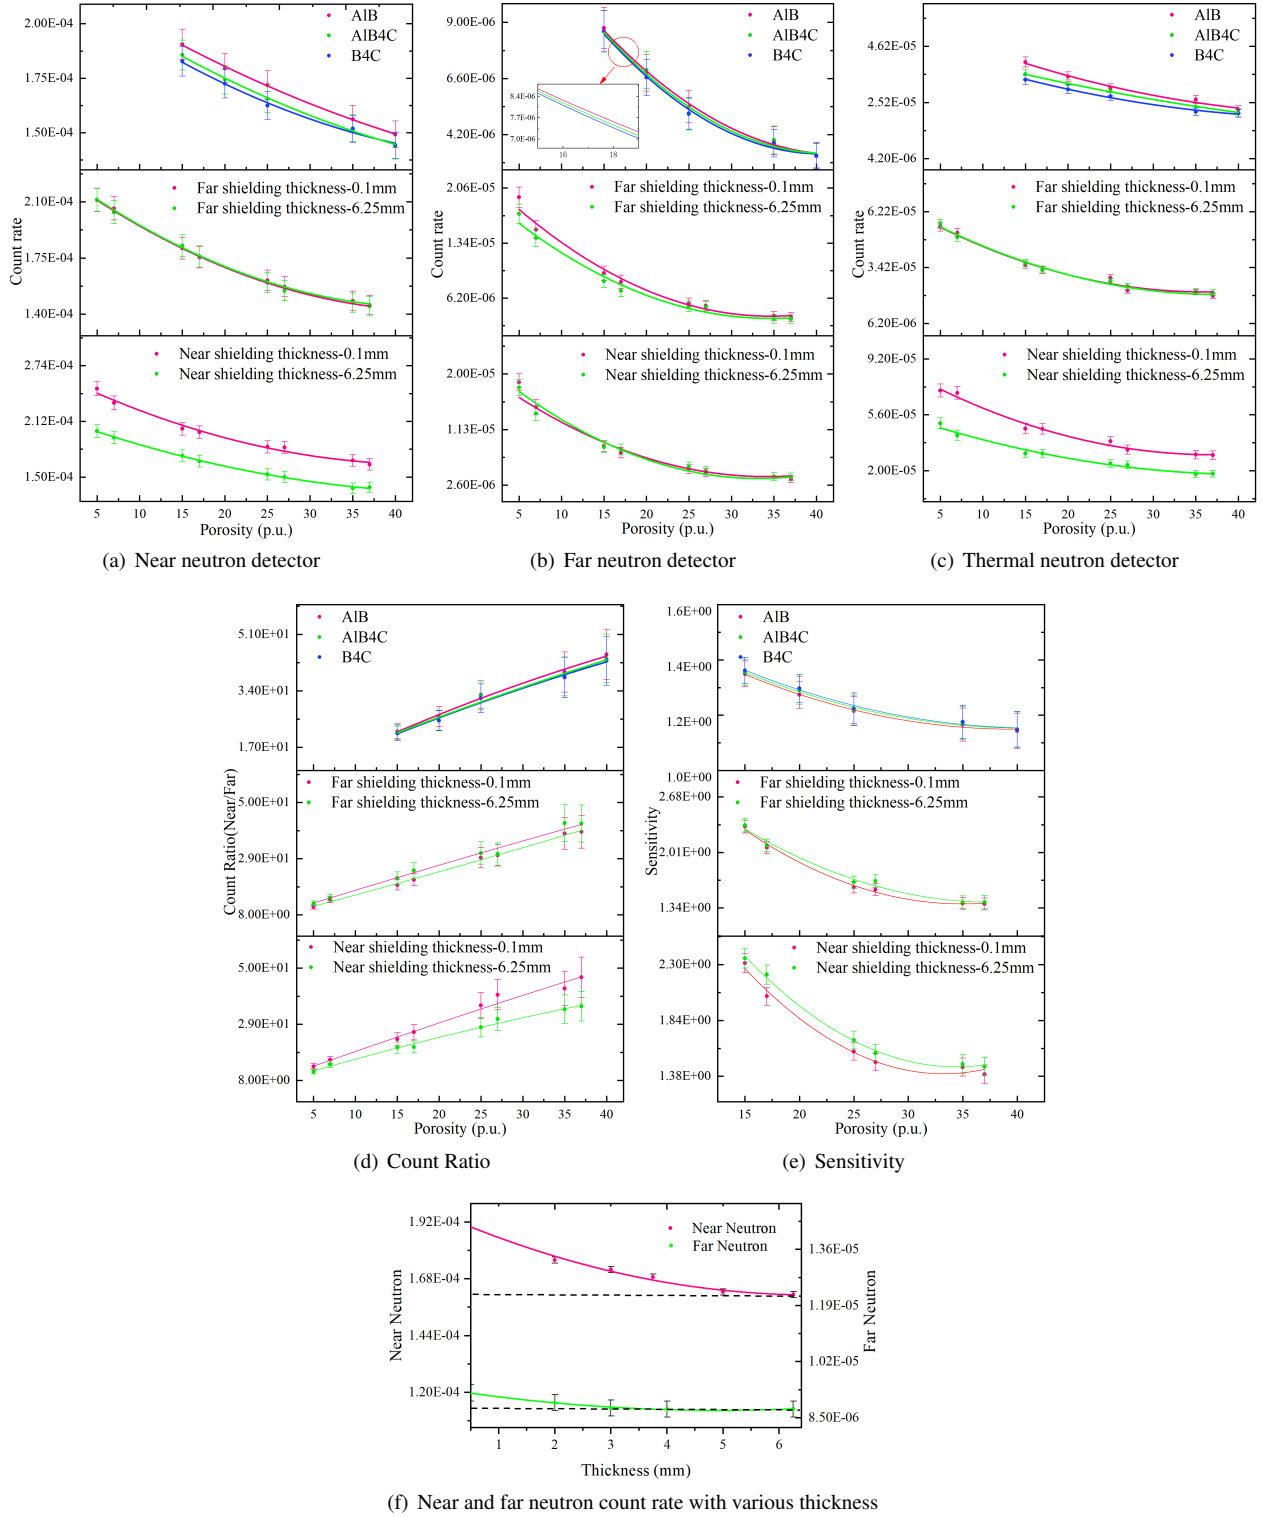 AlB
AlB4C
B4C
2.00E-04
1.75E-04
1.50E-04
Far shielding thickness-0.1mm
Far shielding thickness-6.25mm
2.10E-04
1.75E-04
1.40E-04
Count rate
Near shielding thickness-0.1mm
Near shielding thickness-6.25mm
2.74E-04
2.12E-04
1.50E-04
5 10 15 20 25 30 35 40
Porosity (p.u.)
(a) Near neutron detector
AlB
AlB4C
B4C
9.00E-06
6.60E-06
4.20E-06
8.4E-06
7.7E-06
7.0E-06
16 18
Far shielding thickness-0.1mm
Far shielding thickness-6.25mm
2.06E-05
1.34E-05
6.20E-06
Count rate
Near shielding thickness-0.1mm
Near shielding thickness-6.25mm
2.00E-05
1.13E-05
2.60E-06
5 10 15 20 25 30 35 40
Porosity (p.u.)
(b) Far neutron detector
AlB
AlB4C
B4C
4.62E-05
2.52E-05
4.20E-06
Far shielding thickness-0.1mm
Far shielding thickness-6.25mm
6.22E-05
3.42E-05
6.20E-06
Count rate
Near shielding thickness-0.1mm
Near shielding thickness-6.25mm
9.20E-05
5.60E-05
2.00E-05
5 10 15 20 25 30 35 40
Porosity (p.u.)
(c) Thermal neutron detector
AlB
AlB4C
B4C
5.10E+01
3.40E+01
1.70E+01
Far shielding thickness-0.1mm
Far shielding thickness-6.25mm
5.00E+01
2.90E+01
8.00E+00
Count Ratio(Near/Far)
Near shielding thickness-0.1mm
Near shielding thickness-6.25mm
5.00E+01
2.90E+01
8.00E+00
5 10 15 20 25 30 35 40
Porosity (p.u.)
(d) Count Ratio
AlB
AlB4C
B4C
1.6E+00
1.4E+00
1.2E+00
1.0E+00
Far shielding thickness-0.1mm
Far shielding thickness-6.25mm
2.68E+00
2.01E+00
1.34E+00
Sensitivity
Near shielding thickness-0.1mm
Near shielding thickness-6.25mm
2.30E+00
1.84E+00
1.38E+00
15 20 25 30 35 40
Porosity (p.u.)
(e) Sensitivity
Near Neutron
Far Neutron
1.92E-04
1.68E-04
1.44E-04
1.20E-04
Near Neutron
1.36E-05
1.19E-05
1.02E-05
8.50E-06
Far Neutron
1 2 3 4 5 6
Thickness (mm)
(f) Near and far neutron count rate with various thickness